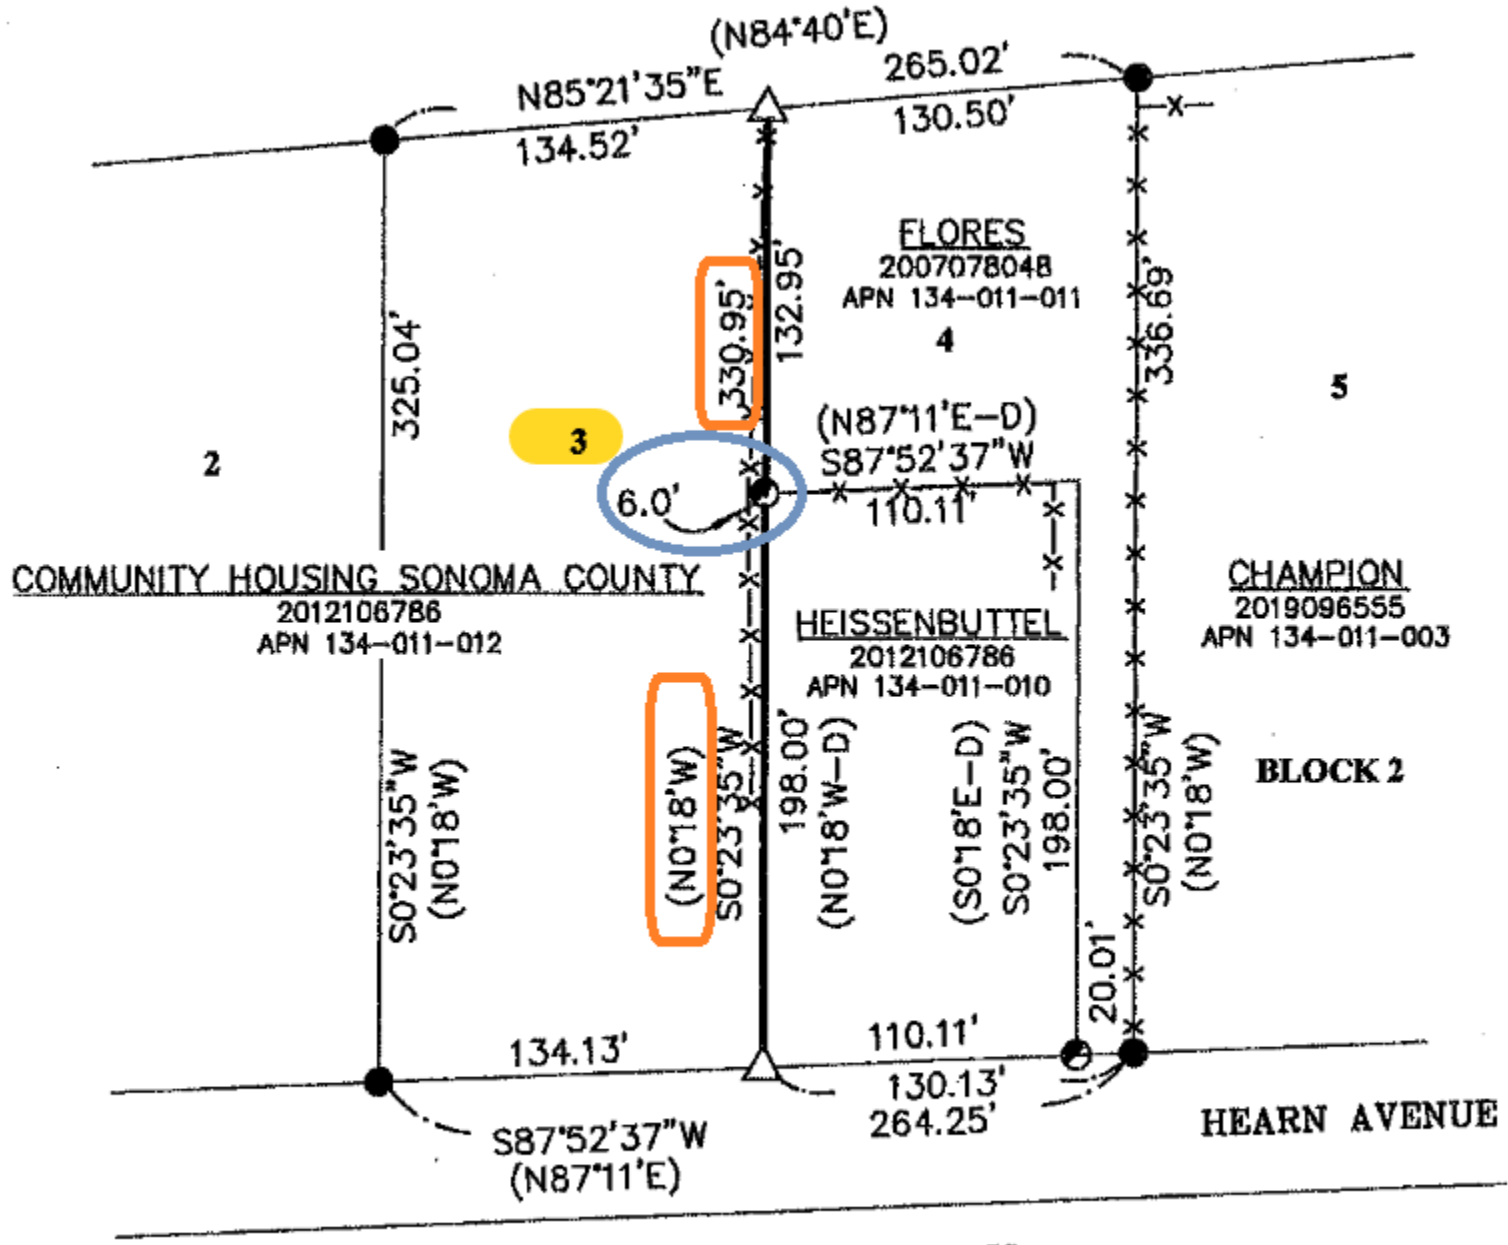 (N84°40'E)
N85°21'35"E
265.02'
134.52'
130.50'
FLORES
2007078048
APN 134-011-011
4
330.95'
132.95'
336.69'
325.04'
5
2
3
(N87°11'E-D)
S87°52'37"W
6.0'
110.11'
COMMUNITY HOUSING SONOMA COUNTY
2012106786
APN 134-011-012
HEISSENBUTTEL
2012106786
APN 134-011-010
CHAMPION
2019096555
APN 134-011-003
BLOCK 2
S0°23'35"W
(N0°18'W)
(N0°18'W)
S0°23'35"W
198.00'
(N0°18'W-D)
(S0°18'E-D)
S0°23'35"W
198.00'
20.01'
S0°23'35"W
(N0°18'W)
134.13'
110.11'
130.13'
264.25'
S87°52'37"W
(N87°11'E)
HEARN AVENUE